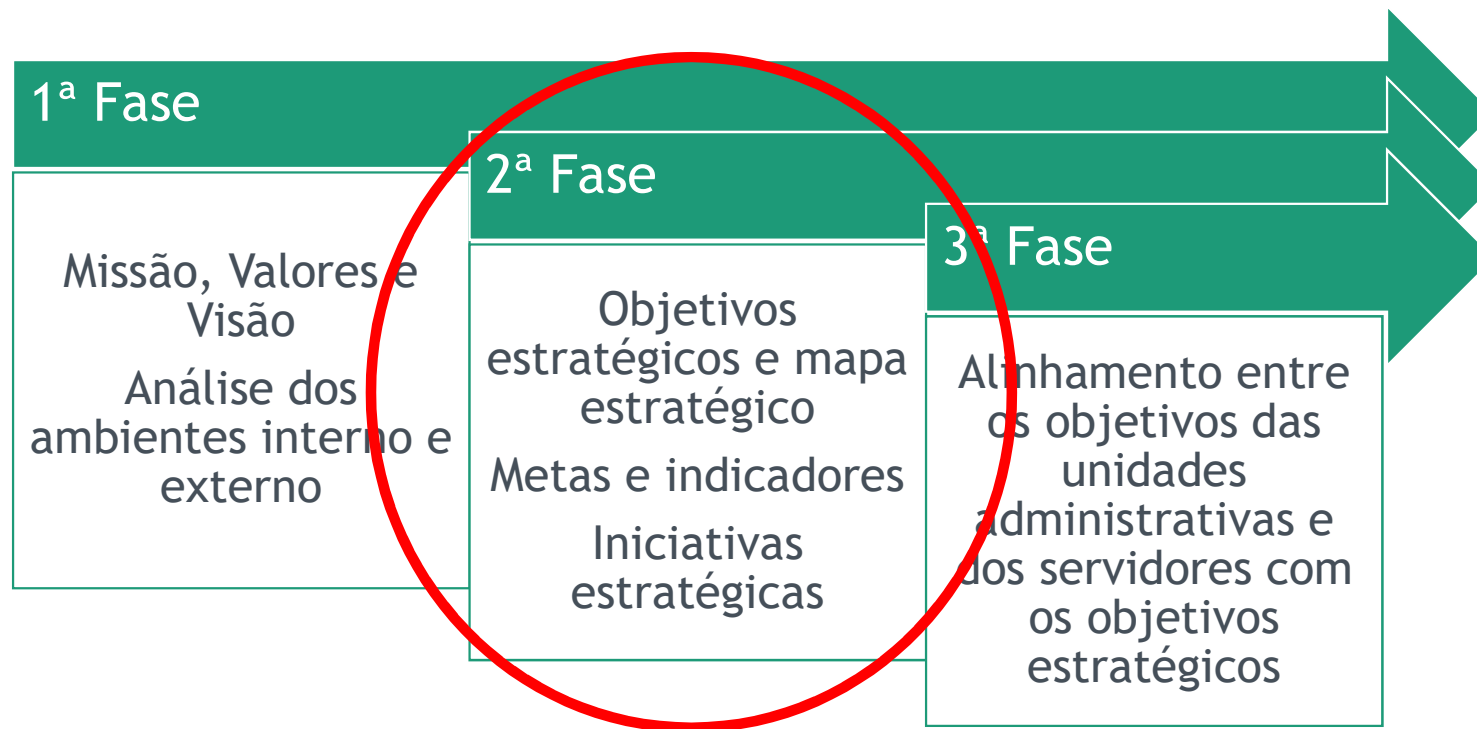 1ª Fase
Missão, Valores e
Visão
Análise dos
ambientes interno e
externo
2ª Fase
Objetivos
estratégicos e mapa
estratégico
Metas e indicadores
Iniciativas
estratégicas
3ª Fase
Alinhamento entre
os objetivos das
unidades
administrativas e
dos servidores com
os objetivos
estratégicos